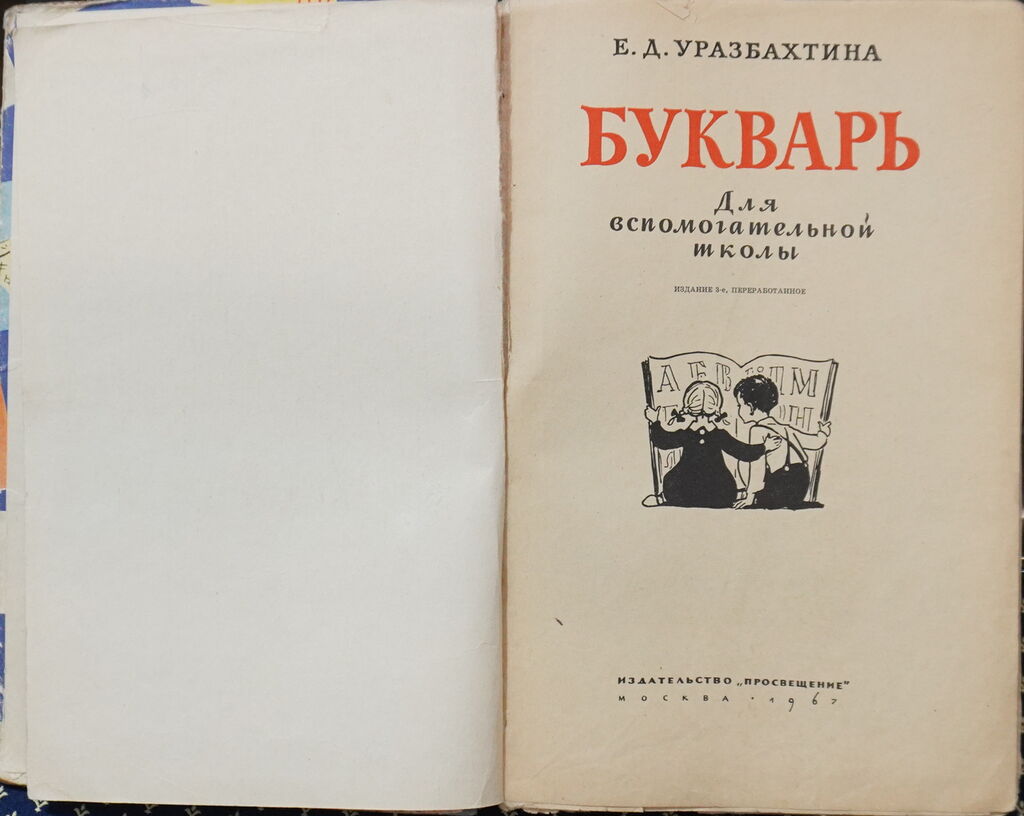 Е. Д. УРАЗБАХТИНА
БУКВАРЬ
Для
вспомогательной
школы
ИЗДАНИЕ 3-е, ПЕРЕРАБОТАННОЕ
А Б В П М
ИЗДАТЕЛЬСТВО „ПРОСВЕЩЕНИЕ"
МОСКВА · 1967